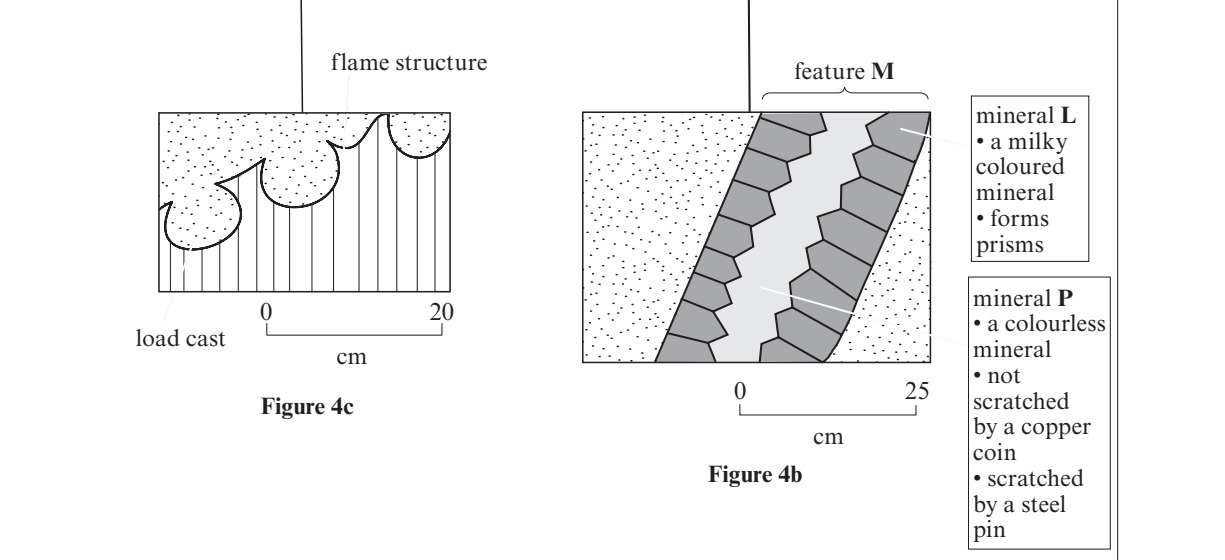 flame structure
0 20
load cast
cm
Figure 4c
feature M
0 25
cm
Figure 4b
mineral L
• a milky
coloured
mineral
• forms
prisms
mineral P
• a colourless
mineral
• not
scratched
by a copper
coin
• scratched
by a steel
pin